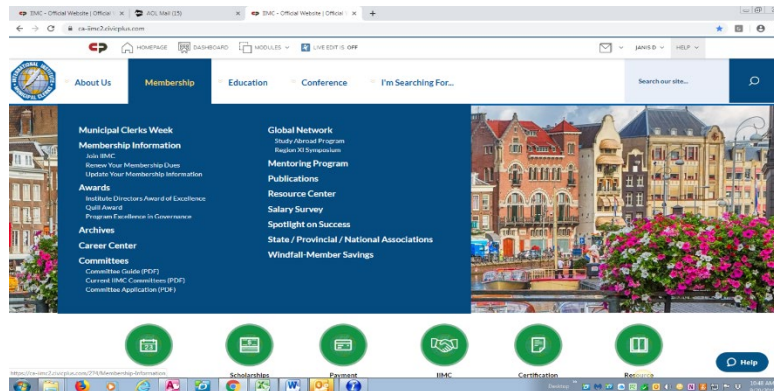 IIMC - Official Website | Official
AOL Mail (15)
IIMC - Official Website | Official
ca-iimc2.civicplus.com
HOMEPAGE
DASHBOARD
MODULES
LIVE EDIT IS OFF
JANIS D
HELP
About Us
Membership
Education
Conference
I'm Searching For...
Search our site...
Municipal Clerks Week
Membership Information
Join IIMC
Renew Your Membership Dues
Update Your Membership Information
Awards
Institute Directors Award of Excellence
Quill Award
Program Excellence in Governance
Archives
Career Center
Committees
Committee Guide (PDF)
Current IIMC Committees (PDF)
Committee Application (PDF)
Global Network
Study Abroad Program
Region XI Symposium
Mentoring Program
Publications
Resource Center
Salary Survey
Spotlight on Success
State / Provincial / National Associations
Windfall-Member Savings
Scholarships
Payment
IIMC
Certification
Resource
Help
https://ca-iimc2.civicplus.com/274/Membership-Information
Desktop